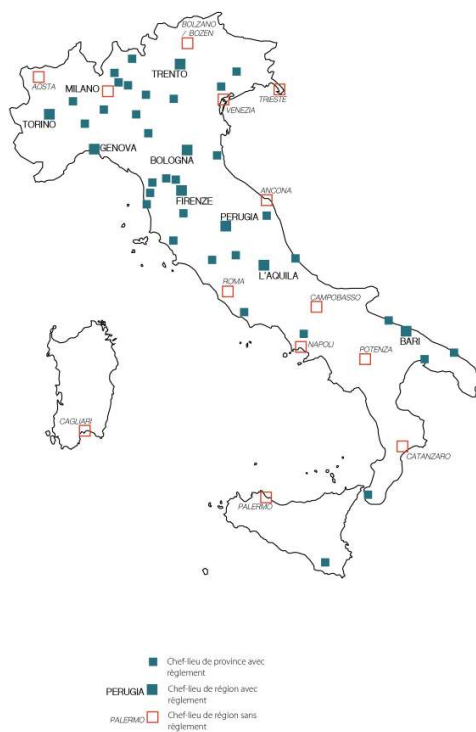 BOLZANO
/ BOZEN
TRENTO
AOSTA
MILANO
TRIESTE
VENEZIA
TORINO
GENOVA
BOLOGNA
FIRENZE
ANCONA
PERUGIA
L'AQUILA
ROMA
CAMPOBASSO
BARI
NAPOLI
POTENZA
CAGLIARI
CATANZARO
PALERMO
Chef-lieu de province avec
règlement
PERUGIA Chef-lieu de région avec
règlement
PALERMO Chef-lieu de région sans
règlement